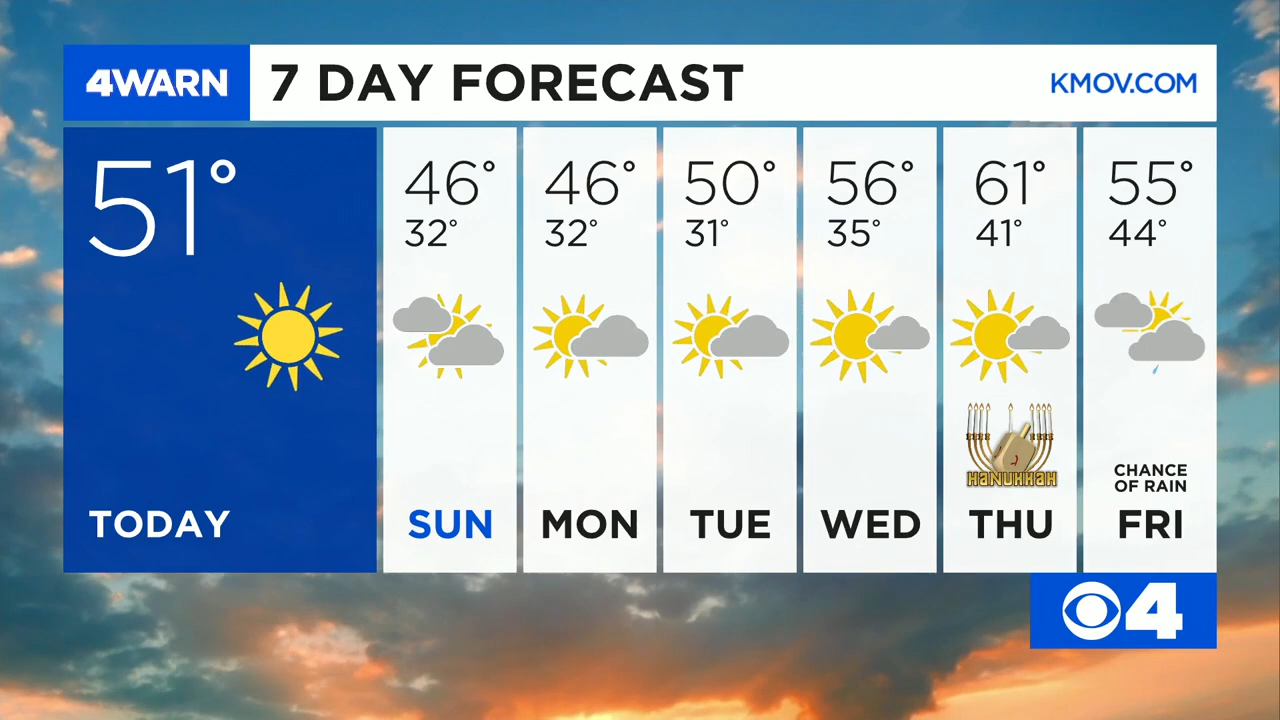 4WARN
7 DAY FORECAST
KMOV.COM
51°
TODAY
46°
32°
SUN
46°
32°
MON
50°
31°
TUE
56°
35°
WED
61°
41°
HANUKKAH
THU
55°
44°
CHANCE
OF RAIN
FRI
4